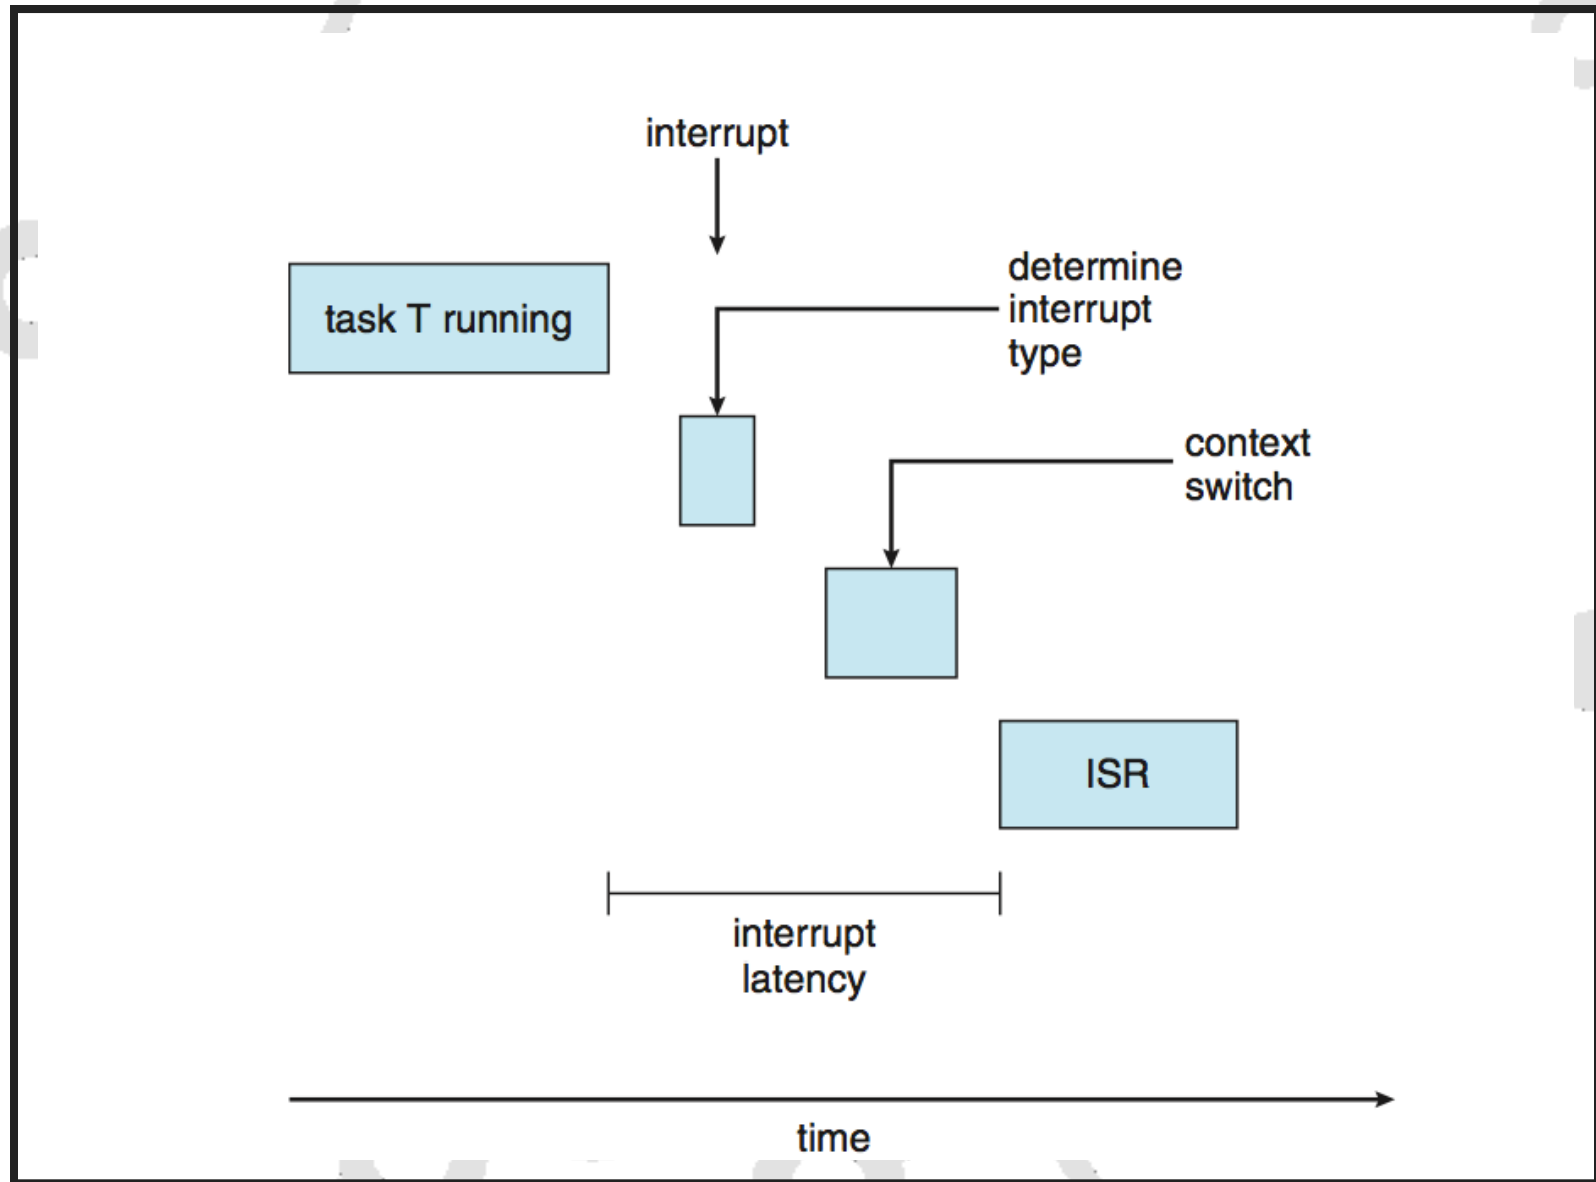 interrupt
task T running
determine
interrupt
type
context
switch
ISR
interrupt
latency
time